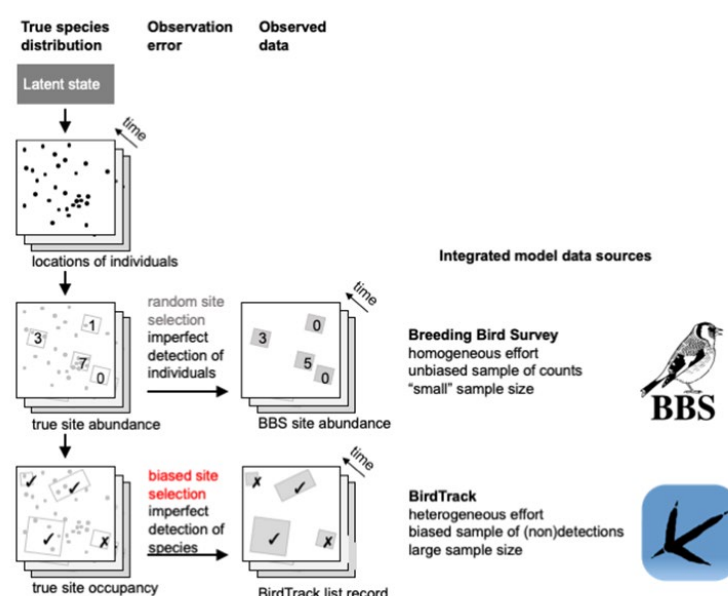 True species
distribution
Observation
error
Observed
data
Latent state
time
locations of individuals
Integrated model data sources
3
1
7
0
random site
selection
imperfect
detection of
individuals
time
3
0
5
0
Breeding Bird Survey
homogeneous effort
unbiased sample of counts
“small” sample size
BBS
true site abundance
BBS site abundance
biased site
selection
imperfect
detection of
species
time
BirdTrack
heterogeneous effort
biased sample of (non)detections
large sample size
true site occupancy
BirdTrack list record